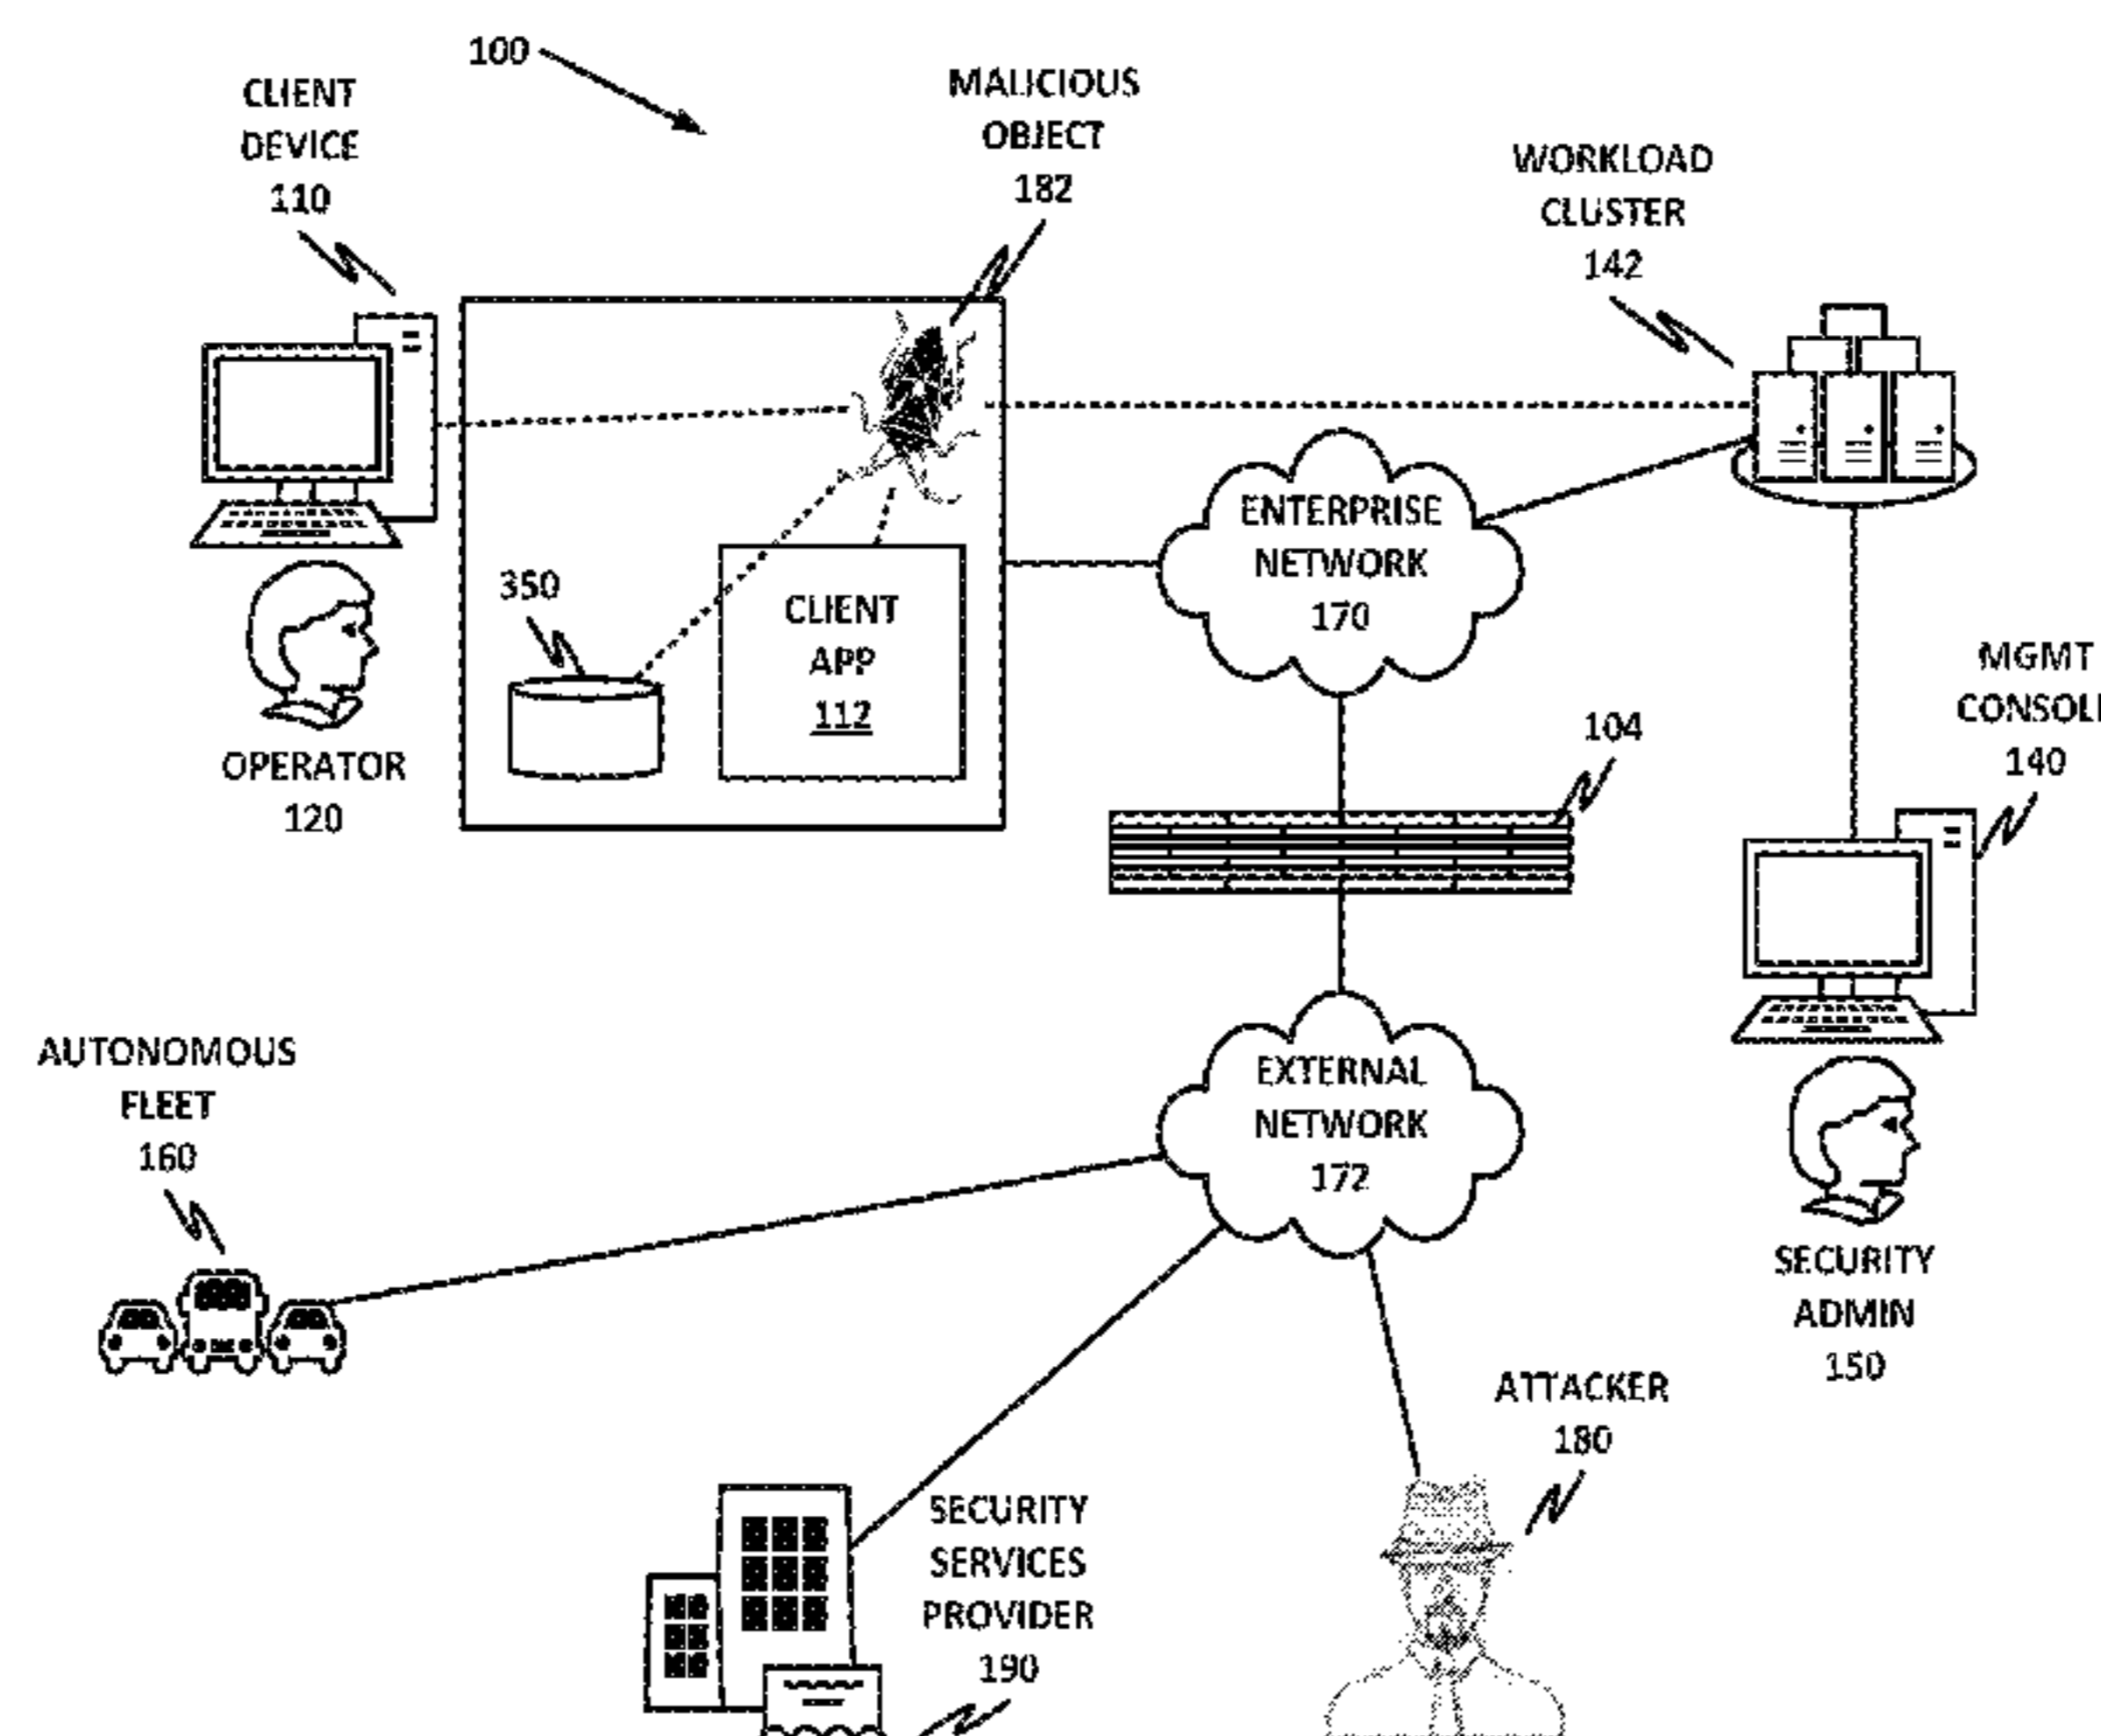 100
CLIENT
DEVICE
110
MALICIOUS
OBJECT
182
WORKLOAD
CLUSTER
142
ENTERPRISE
NETWORK
170
350
CLIENT
APP
112
OPERATOR
120
104
MGMT
CONSOL
140
EXTERNAL
NETWORK
172
AUTONOMOUS
FLEET
160
SECURITY
ADMIN
150
ATTACKER
180
SECURITY
SERVICES
PROVIDER
190